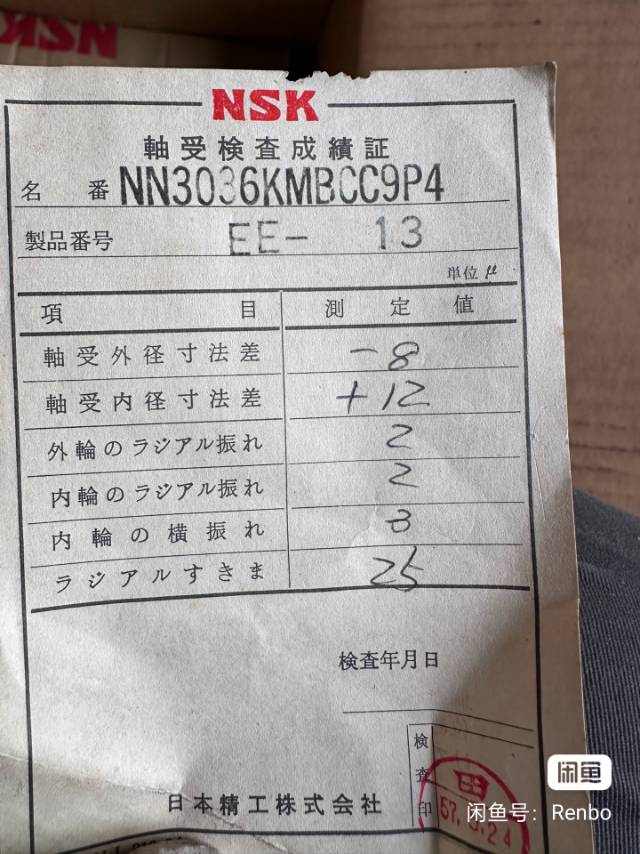 NSK
NSK
軸受検査成績証
名番 NN3036KMBCC9P4
製品番号 EE- 13
単位 μ
項目 測定値
軸受外径寸法差 -8
軸受内径寸法差 +12
外輪のラジアル振れ 2
内輪のラジアル振れ 2
内輪の横振れ 3
ラジアルすきま 25
検査年月日
検査印
田
日本精工株式会社
闲鱼
闲鱼号：Renbo